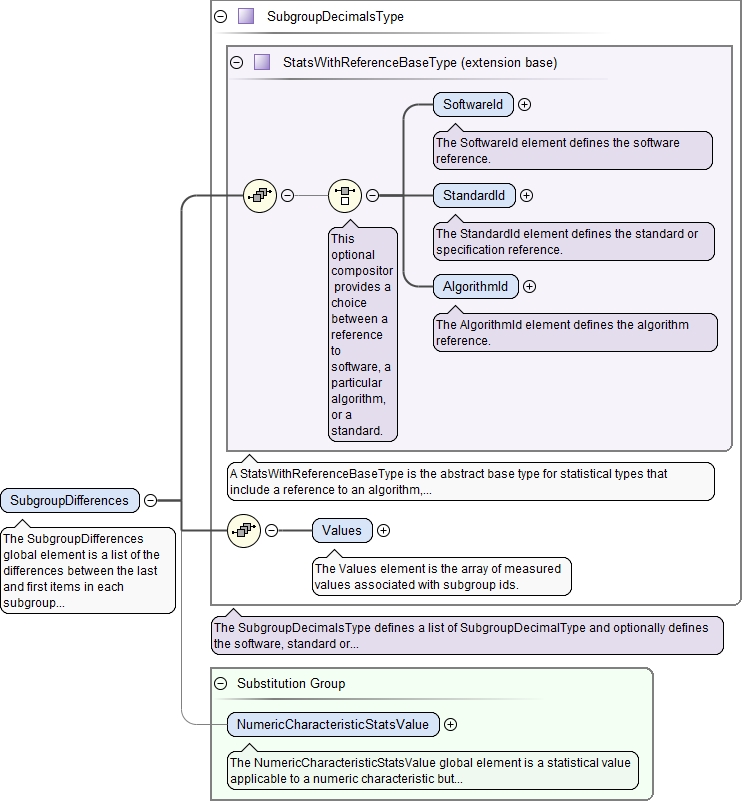 SubgroupDecimalsType
StatsWithReferenceBaseType (extension base)
SoftwareId
The SoftwareId element defines the software
reference.
StandardId
The StandardId element defines the standard or
specification reference.
AlgorithmId
The AlgorithmId element defines the algorithm
reference.
This
optional
compositor
provides a
choice
between a
reference
to
software, a
particular
algorithm,
or a
standard.
A StatsWithReferenceBaseType is the abstract base type for statistical types that
include a reference to an algorithm,...
SubgroupDifferences
The SubgroupDifferences
global element is a list of the
differences between the last
and first items in each
subgroup...
Values
The Values element is the array of measured
values associated with subgroup ids.
The SubgroupDecimalsType defines a list of SubgroupDecimalType and optionally defines
the software, standard or...
Substitution Group
NumericCharacteristicStatsValue
The NumericCharacteristicStatsValue global element is a statistical value
applicable to a numeric characteristic but...